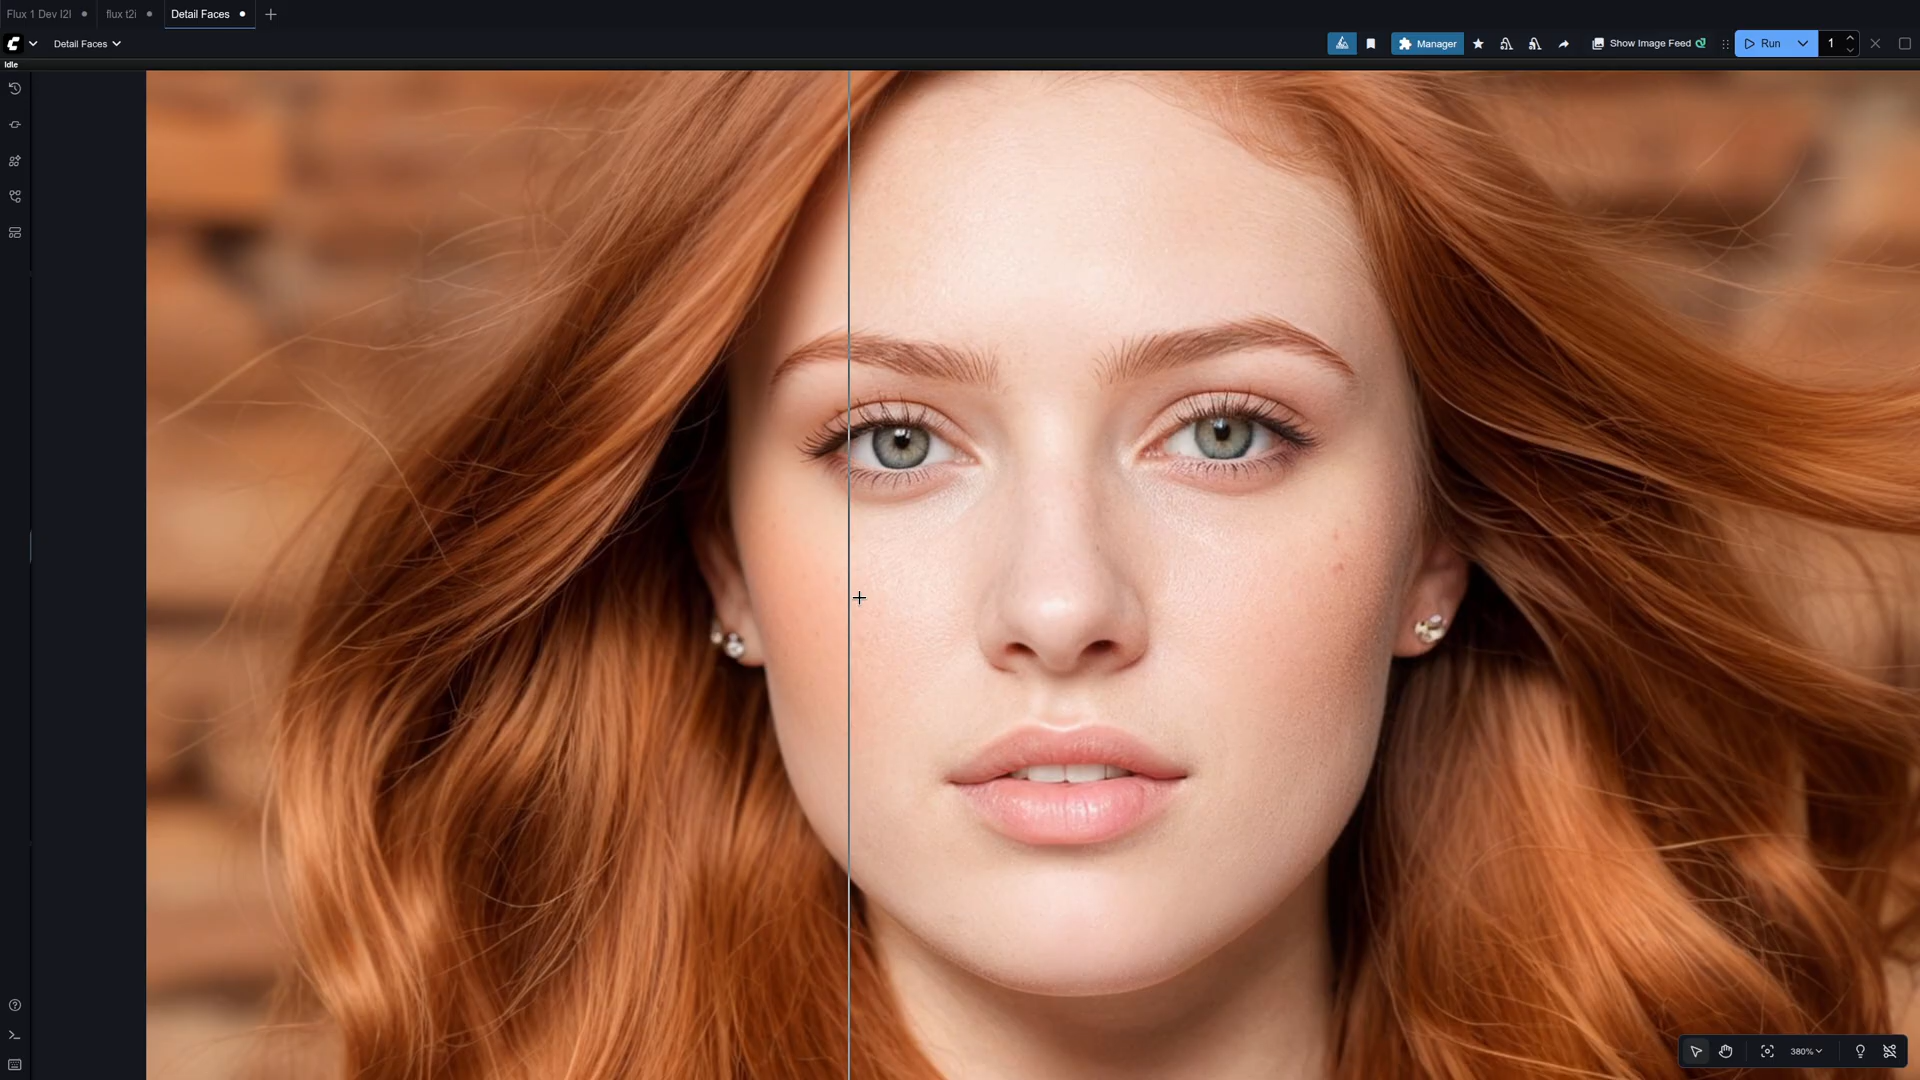 Flux 1 Dev I2I
flux t2i
Detail Faces
Detail Faces
Manager
Show Image Feed
Run
1
Idle
380%